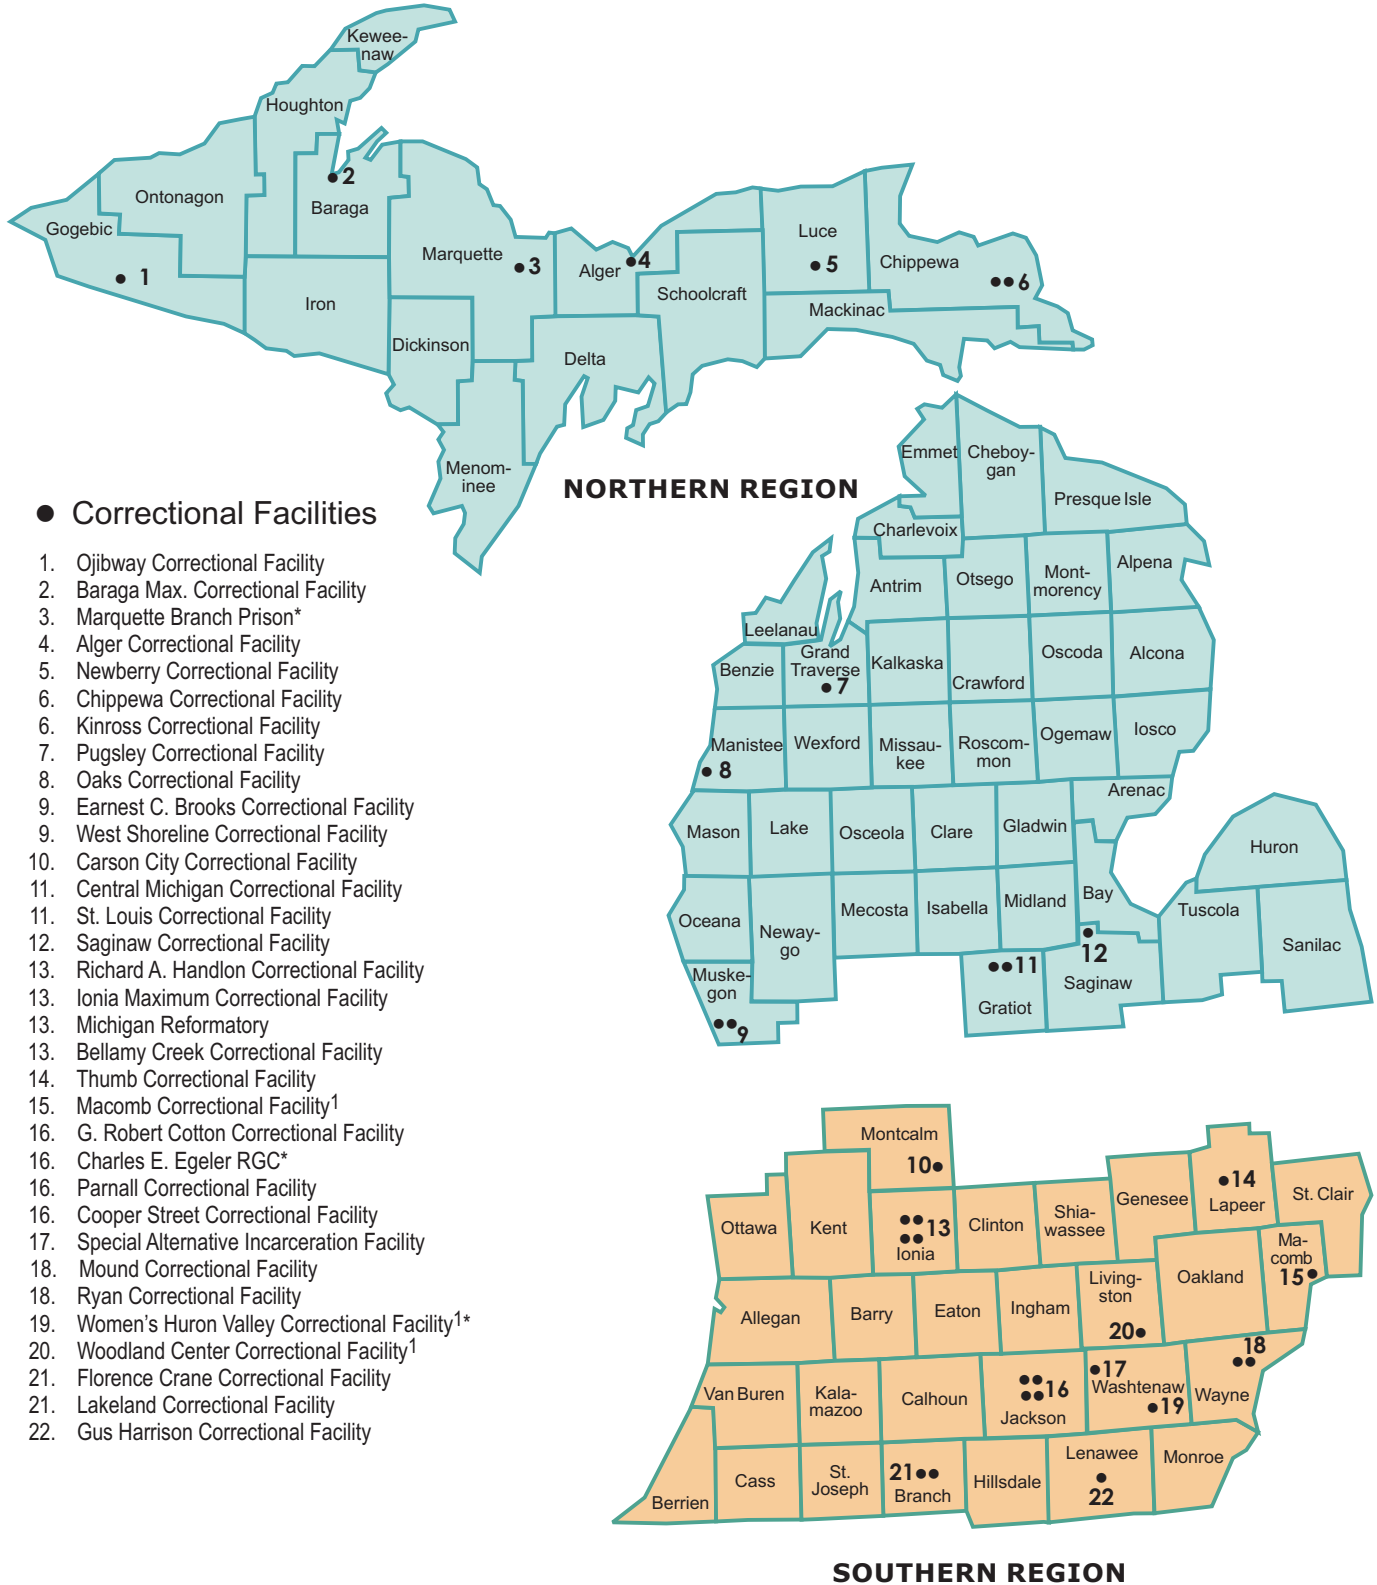 Kewee-
naw
Houghton
2
Baraga
Ontonagon
Gogebic
1
Marquette
3
Alger
4
Luce
5
Chippewa
6
Iron
Schoolcraft
Mackinac
Dickinson
Delta
Menom-
inee
NORTHERN REGION
Emmet
Cheboy-
gan
Presque Isle
Charlevoix
Antrim
Otsego
Mont-
morency
Alpena
Leelanau
Benzie
Grand
Traverse
7
Kalkaska
Crawford
Oscoda
Alcona
Manistee
8
Wexford
Missau-
kee
Roscom-
mon
Ogemaw
Iosco
Arenac
Mason
Lake
Osceola
Clare
Gladwin
Huron
Oceana
Neway-
go
Mecosta
Isabella
Midland
Bay
Tuscola
Sanilac
Muske-
gon
9
11
Gratiot
12
Saginaw
● Correctional Facilities
1. Ojibway Correctional Facility
2. Baraga Max. Correctional Facility
3. Marquette Branch Prison*
4. Alger Correctional Facility
5. Newberry Correctional Facility
6. Chippewa Correctional Facility
6. Kinross Correctional Facility
7. Pugsley Correctional Facility
8. Oaks Correctional Facility
9. Earnest C. Brooks Correctional Facility
9. West Shoreline Correctional Facility
10. Carson City Correctional Facility
11. Central Michigan Correctional Facility
11. St. Louis Correctional Facility
12. Saginaw Correctional Facility
13. Richard A. Handlon Correctional Facility
13. Ionia Maximum Correctional Facility
13. Michigan Reformatory
13. Bellamy Creek Correctional Facility
14. Thumb Correctional Facility
15. Macomb Correctional Facility1
16. G. Robert Cotton Correctional Facility
16. Charles E. Egeler RGC*
16. Parnall Correctional Facility
16. Cooper Street Correctional Facility
17. Special Alternative Incarceration Facility
18. Mound Correctional Facility
18. Ryan Correctional Facility
19. Women's Huron Valley Correctional Facility1*
20. Woodland Center Correctional Facility1
21. Florence Crane Correctional Facility
21. Lakeland Correctional Facility
22. Gus Harrison Correctional Facility
Montcalm
10
Ottawa
Kent
13
Ionia
Clinton
Shia-
wassee
Genesee
14
Lapeer
St. Clair
Allegan
Barry
Eaton
Ingham
Living-
ston
20
Oakland
Ma-
comb
15
Van Buren
Kala-
mazoo
Calhoun
16
Jackson
17
Washtenaw
19
18
Wayne
Berrien
Cass
St.
Joseph
21
Branch
Hillsdale
Lenawee
22
Monroe
SOUTHERN REGION